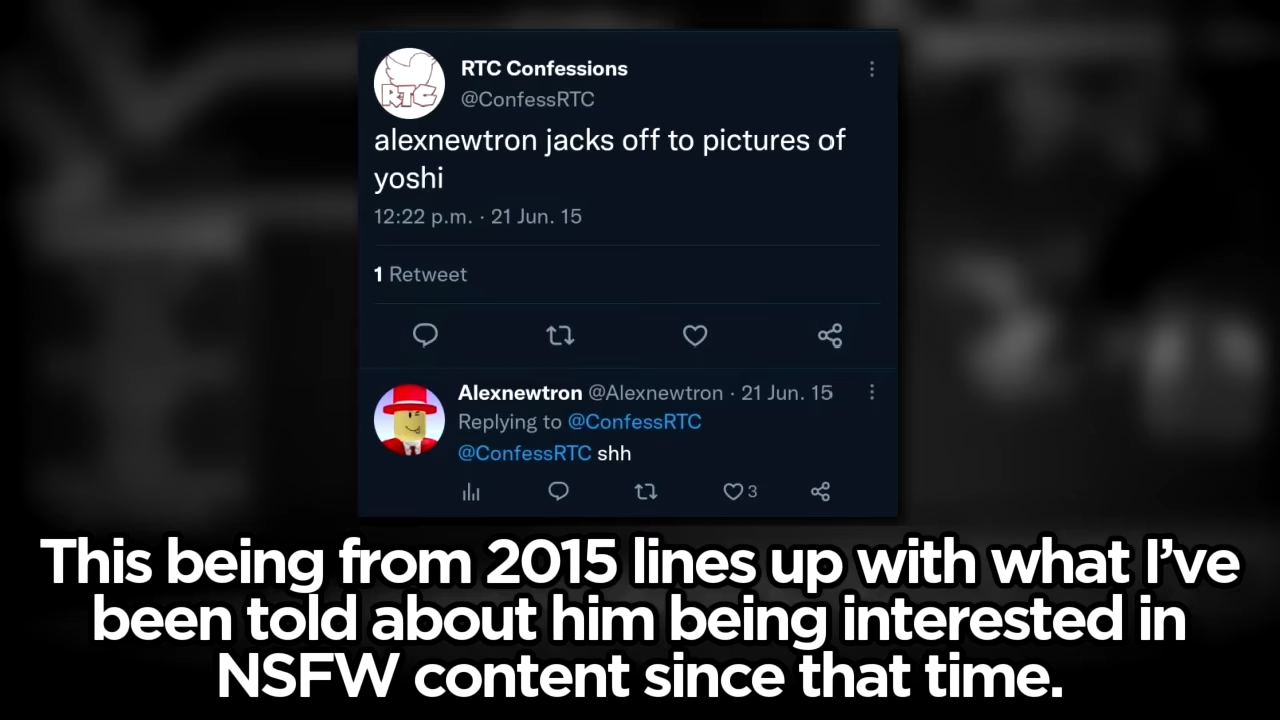 RTC
RTC Confessions
@ConfessRTC
alexnewtron jacks off to pictures of
yoshi
12:22 p.m. · 21 Jun. 15
1 Retweet
Alexnewtron @Alexnewtron · 21 Jun. 15
Replying to @ConfessRTC
@ConfessRTC shh
3
This being from 2015 lines up with what I’ve
been told about him being interested in
NSFW content since that time.